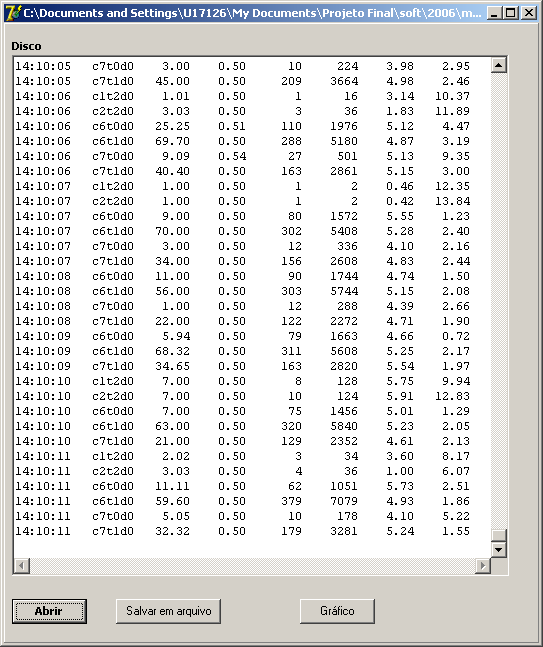 C:\Documents and Settings\U17126\My Documents\Projeto Final\soft\2006\m...
Disco
14:10:05 c7t0d0 3.00 0.50 10 224 3.98 2.95
14:10:05 c7t1d0 45.00 0.50 209 3664 4.98 2.46
14:10:06 c1t2d0 1.01 0.50 1 16 3.14 10.37
14:10:06 c2t2d0 3.03 0.50 3 36 1.83 11.89
14:10:06 c6t0d0 25.25 0.51 110 1976 5.12 4.47
14:10:06 c6t1d0 69.70 0.50 288 5180 4.87 3.19
14:10:06 c7t0d0 9.09 0.54 27 501 5.13 9.35
14:10:06 c7t1d0 40.40 0.50 163 2861 5.15 3.00
14:10:07 c1t2d0 1.00 0.50 1 2 0.46 12.35
14:10:07 c2t2d0 1.00 0.50 1 2 0.42 13.84
14:10:07 c6t0d0 9.00 0.50 80 1572 5.55 1.23
14:10:07 c6t1d0 70.00 0.50 302 5408 5.28 2.40
14:10:07 c7t0d0 3.00 0.50 12 336 4.10 2.16
14:10:07 c7t1d0 34.00 0.50 156 2608 4.83 2.44
14:10:08 c6t0d0 11.00 0.50 90 1744 4.74 1.50
14:10:08 c6t1d0 56.00 0.50 303 5744 5.15 2.08
14:10:08 c7t0d0 1.00 0.50 12 288 4.39 2.66
14:10:08 c7t1d0 22.00 0.50 122 2272 4.71 1.90
14:10:09 c6t0d0 5.94 0.50 79 1663 4.66 0.72
14:10:09 c6t1d0 68.32 0.50 311 5608 5.25 2.17
14:10:09 c7t1d0 34.65 0.50 163 2820 5.54 1.97
14:10:10 c1t2d0 7.00 0.50 8 128 5.75 9.94
14:10:10 c2t2d0 7.00 0.50 10 124 5.91 12.83
14:10:10 c6t0d0 7.00 0.50 75 1456 5.01 1.29
14:10:10 c6t1d0 63.00 0.50 320 5840 5.23 2.05
14:10:10 c7t1d0 21.00 0.50 129 2352 4.61 2.13
14:10:11 c1t2d0 2.02 0.50 3 34 3.60 8.17
14:10:11 c2t2d0 3.03 0.50 4 36 1.00 6.07
14:10:11 c6t0d0 11.11 0.50 62 1051 5.73 2.51
14:10:11 c6t1d0 59.60 0.50 379 7079 4.93 1.86
14:10:11 c7t0d0 5.05 0.50 10 178 4.10 5.22
14:10:11 c7t1d0 32.32 0.50 179 3281 5.24 1.55
Abrir Salvar em arquivo Gráfico